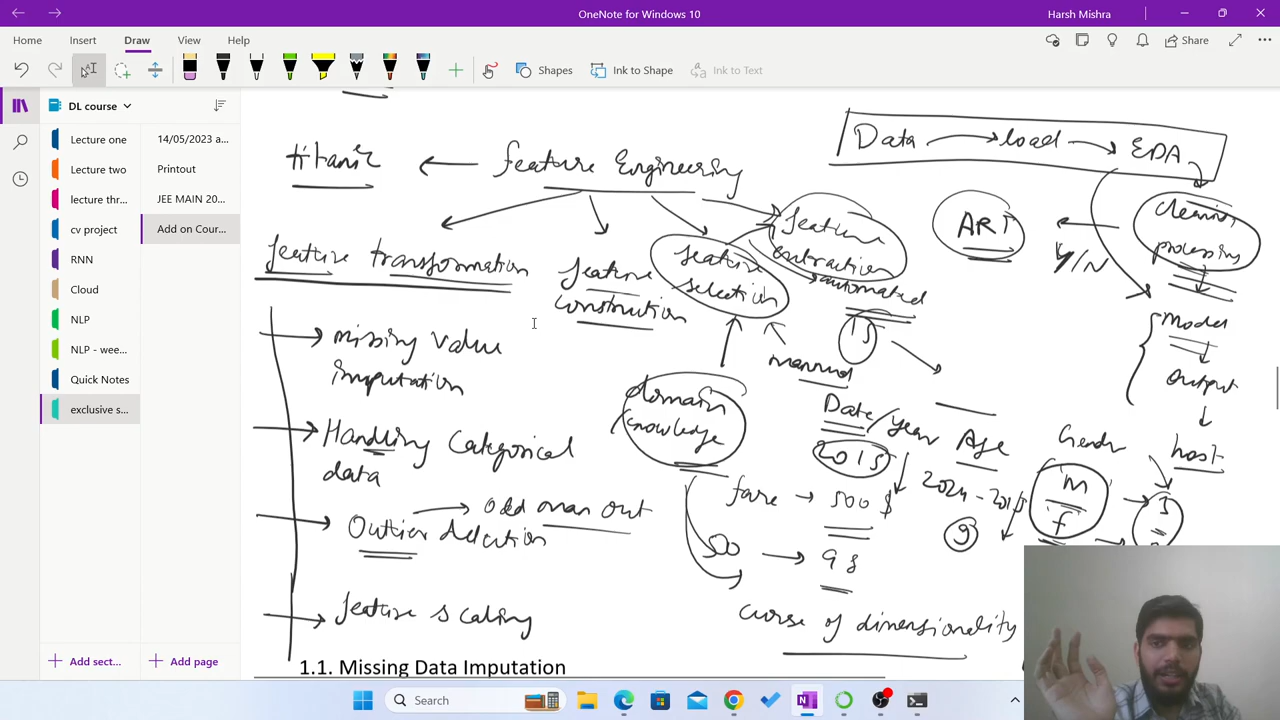 OneNote for Windows 10
Harsh Mishra
Home
Insert
Draw
View
Help
Share
Shapes
Ink to Shape
Ink to Text
DL course
Lecture one
Lecture two
lecture thr...
cv project
RNN
Cloud
NLP
NLP - wee...
Quick Notes
exclusive s...
14/05/2023 a...
Printout
JEE MAIN 20...
Add on Cour...
Add sect...
Add page
Data load EDA
cleaning
processing
ART
Y/N
Model
output
host
titanic
feature Engineering
feature transformation
feature
construction
feature
selection
feature
extraction
automated
15
manual
missing value
imputation
Handling Categorical
data
Outlier detection
odd man out
feature scaling
domain
knowledge
Date/year
2015
Age
2024 - 2015
9
Gender
m
f
fare 500 $
500
curse of dimensionality
1.1. Missing Data Imputation
Search